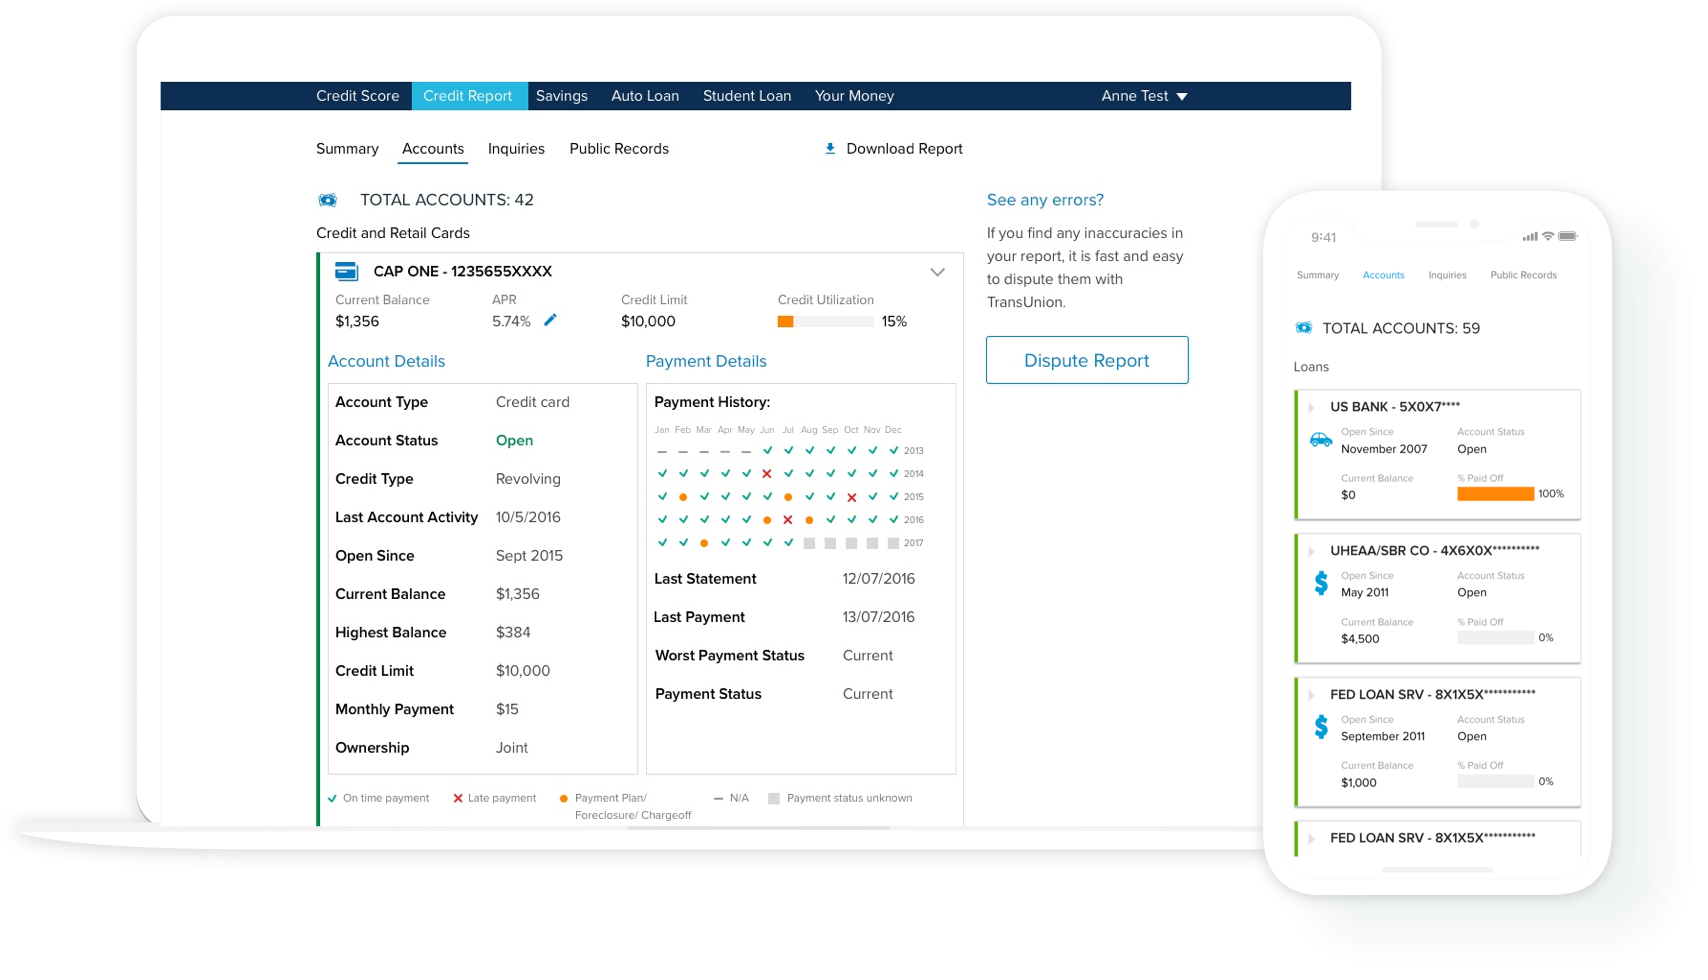 Credit Score Credit Report Savings Auto Loan Student Loan Your Money Anne Test
Summary Accounts Inquiries Public Records Download Report
TOTAL ACCOUNTS: 42
Credit and Retail Cards
CAP ONE - 1235655XXXX
Current Balance APR Credit Limit Credit Utilization
$1,356 5.74% $10,000 15%
Account Details
Account Type Credit card
Account Status Open
Credit Type Revolving
Last Account Activity 10/5/2016
Open Since Sept 2015
Current Balance $1,356
Highest Balance $384
Credit Limit $10,000
Monthly Payment $15
Ownership Joint
Payment Details
Payment History:
Jan Feb Mar Apr May Jun Jul Aug Sep Oct Nov Dec
2013
2014
2015
2016
2017
Last Statement 12/07/2016
Last Payment 13/07/2016
Worst Payment Status Current
Payment Status Current
On time payment Late payment Payment Plan/ N/A Payment status unknown
Foreclosure/ Chargeoff
See any errors?
If you find any inaccuracies in
your report, it is fast and easy
to dispute them with
TransUnion.
Dispute Report
9:41
Summary Accounts Inquiries Public Records
TOTAL ACCOUNTS: 59
Loans
US BANK - 5X0X7****
Open Since Account Status
November 2007 Open
Current Balance % Paid Off
$0 100%
UHEAA/SBR CO - 4X6X0X**********
Open Since Account Status
May 2011 Open
Current Balance % Paid Off
$4,500 0%
FED LOAN SRV - 8X1X5X***********
Open Since Account Status
September 2011 Open
Current Balance % Paid Off
$1,000 0%
FED LOAN SRV - 8X1X5X***********